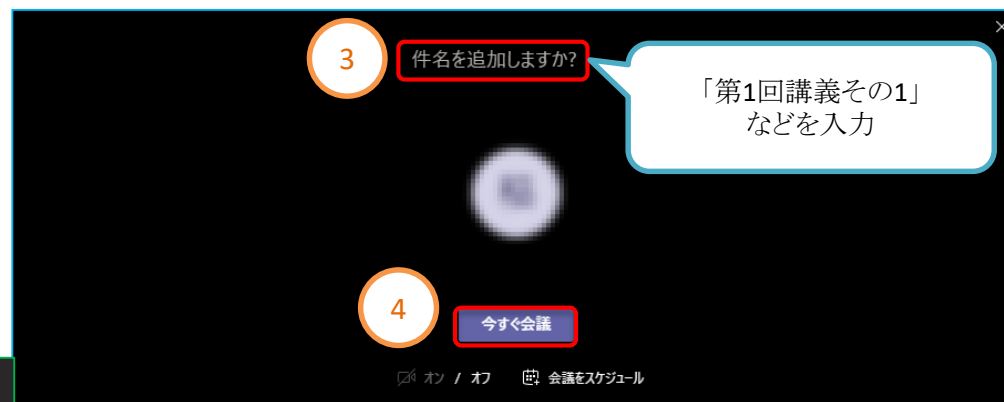 3
件名を追加しますか?
「第1回講義その1」
などを入力
4
今すぐ会議
オン / オフ 会議をスケジュール